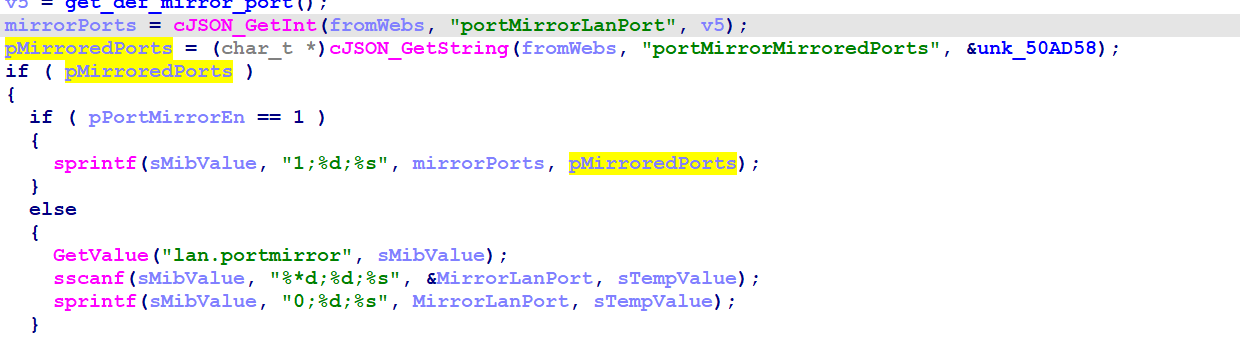 v5 = get_def_mirror_port();
mirrorPorts = cJSON_GetInt(fromWebs, "portMirrorLanPort", v5);
pMirroredPorts = (char_t *)cJSON_GetString(fromWebs, "portMirrorMirroredPorts", &unk_50AD58);
if ( pMirroredPorts )
{
  if ( pPortMirrorEn == 1 )
  {
    sprintf(sMibValue, "1;%d;%s", mirrorPorts, pMirroredPorts);
  }
  else
  {
    GetValue("lan.portmirror", sMibValue);
    sscanf(sMibValue, "%*d;%d;%s", &MirrorLanPort, sTempValue);
    sprintf(sMibValue, "0;%d;%s", MirrorLanPort, sTempValue);
  }